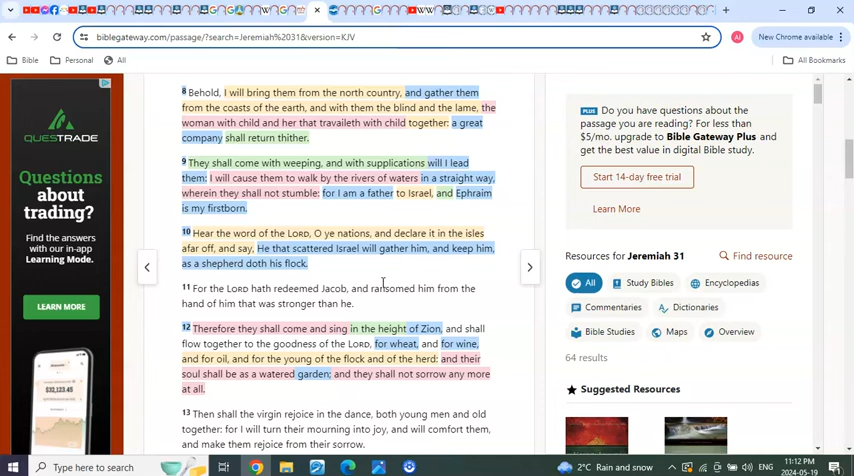 New Chrome available
biblegateway.com/passage/?search=Jeremiah%2031&version=KJV
Bible
Personal
All
All Bookmarks
QUESTRADE
Questions
about
trading?
Find the answers
with our in-app
Learning Mode.
LEARN MORE
$32,123.45
8 Behold, I will bring them from the north country, and gather them
from the coasts of the earth, and with them the blind and the lame, the
woman with child and her that travaileth with child together: a great
company shall return thither.
9 They shall come with weeping, and with supplications will I lead
them: I will cause them to walk by the rivers of waters in a straight way,
wherein they shall not stumble: for I am a father to Israel, and Ephraim
is my firstborn.
10 Hear the word of the LORD, O ye nations, and declare it in the isles
afar off, and say, He that scattered Israel will gather him, and keep him,
as a shepherd doth his flock.
11 For the LORD hath redeemed Jacob, and ransomed him from the
hand of him that was stronger than he.
12 Therefore they shall come and sing in the height of Zion, and shall
flow together to the goodness of the LORD, for wheat, and for wine,
and for oil, and for the young of the flock and of the herd: and their
soul shall be as a watered garden; and they shall not sorrow any more
at all.
13 Then shall the virgin rejoice in the dance, both young men and old
together: for I will turn their mourning into joy, and will comfort them,
and make them rejoice from their sorrow.
PLUS Do you have questions about the
passage you are reading? For less than
$5/mo. upgrade to Bible Gateway Plus and
get the best value in digital Bible study.
Start 14-day free trial
Learn More
Resources for Jeremiah 31
Find resource
All
Study Bibles
Encyclopedias
Commentaries
Dictionaries
Bible Studies
Maps
Overview
64 results
Suggested Resources
Type here to search
2°C Rain and snow
11:12 PM
2024-05-19